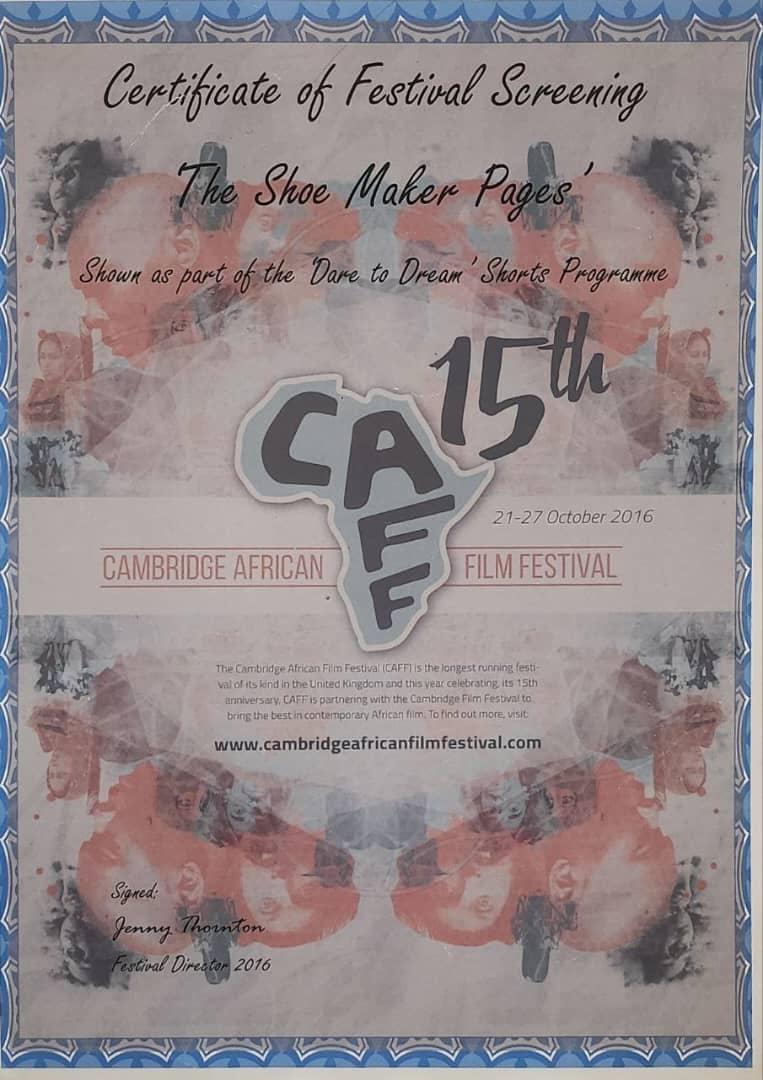 Certificate of Festival Screening
'The Shoe Maker Pages'
Shown as part of the 'Dare to Dream' Shorts Programme
15th
CAFF
21-27 October 2016
CAMBRIDGE AFRICAN FILM FESTIVAL
The Cambridge African Film Festival (CAFF) is the longest running festi-
val of its kind in the United Kingdom and this year celebrating, its 15th
anniversary, CAFF is partnering with the Cambridge Film Festival to
bring the best in contemporary African film. To find out more, visit:
www.cambridgeafricanfilmfestival.com
Signed:
Jenny Thornton
Festival Director 2016